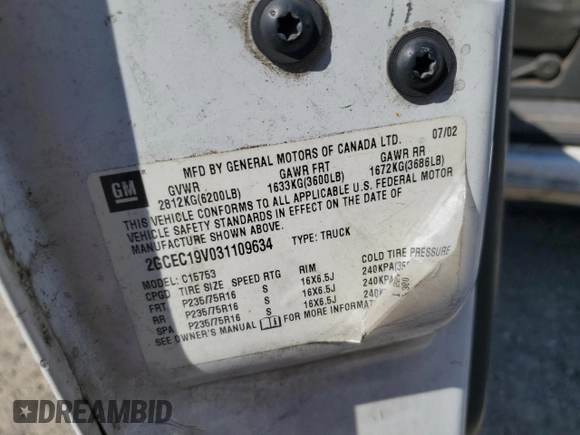 MFD BY GENERAL MOTORS OF CANADA LTD. 07/02
GM
GVWR GAWR FRT GAWR RR
2812KG(6200LB) 1633KG(3600LB) 1672KG(3686LB)
THIS VEHICLE CONFORMS TO ALL APPLICABLE U.S. FEDERAL MOTOR
VEHICLE SAFETY STANDARDS IN EFFECT ON THE DATE OF
MANUFACTURE SHOWN ABOVE.
2GCEC19V031109634 TYPE: TRUCK
MODEL: C15753
CPGD TIRE SIZE SPEED RTG RIM COLD TIRE PRESSURE
FRT P235/75R16 S 16X6.5J 240KPA(35
RR P235/75R16 S 16X6.5J 240KPA
SPA P235/75R16 S 16X6.5J 240KPA
SEE OWNER'S MANUAL FOR MORE INFORMATION
DREAMBID